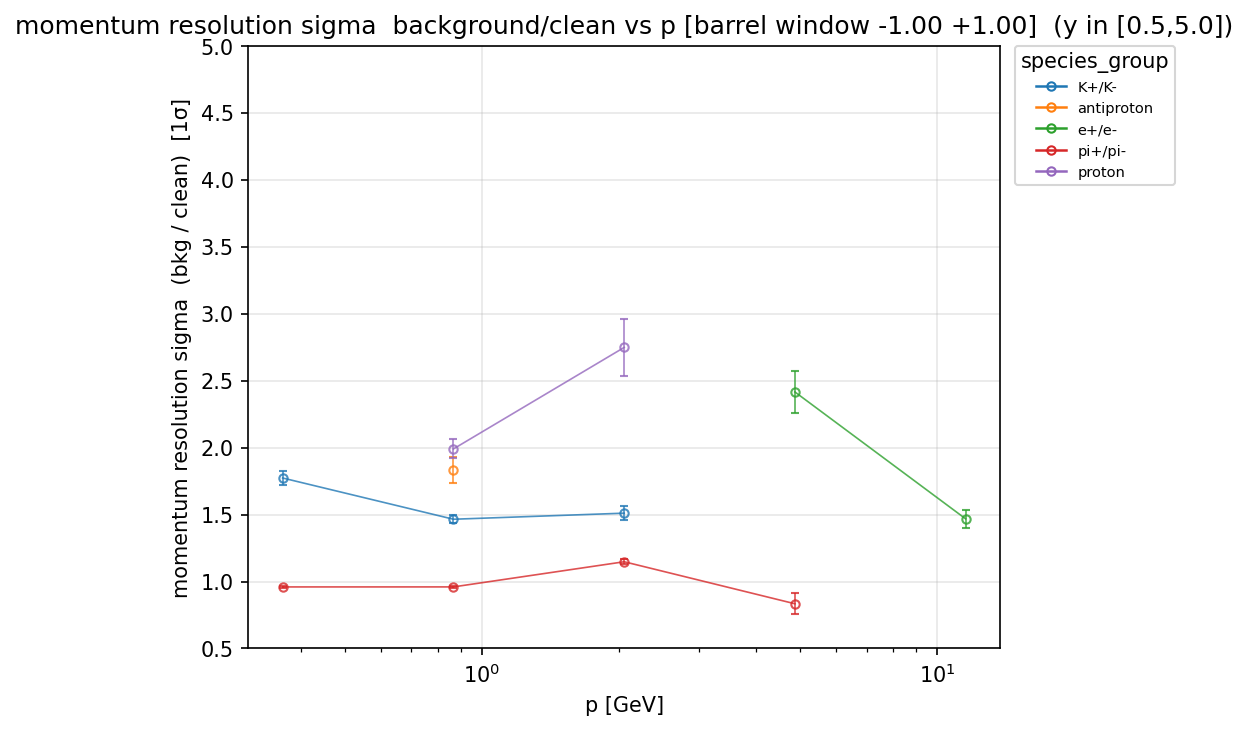 momentum resolution sigma  background/clean vs p [barrel window -1.00 +1.00]  (y in [0.5,5.0])
momentum resolution sigma  (bkg / clean)  [1σ]
5.0
4.5
4.0
3.5
3.0
2.5
2.0
1.5
1.0
0.5
10⁰
10¹
p [GeV]
species_group
K+/K-
antiproton
e+/e-
pi+/pi-
proton